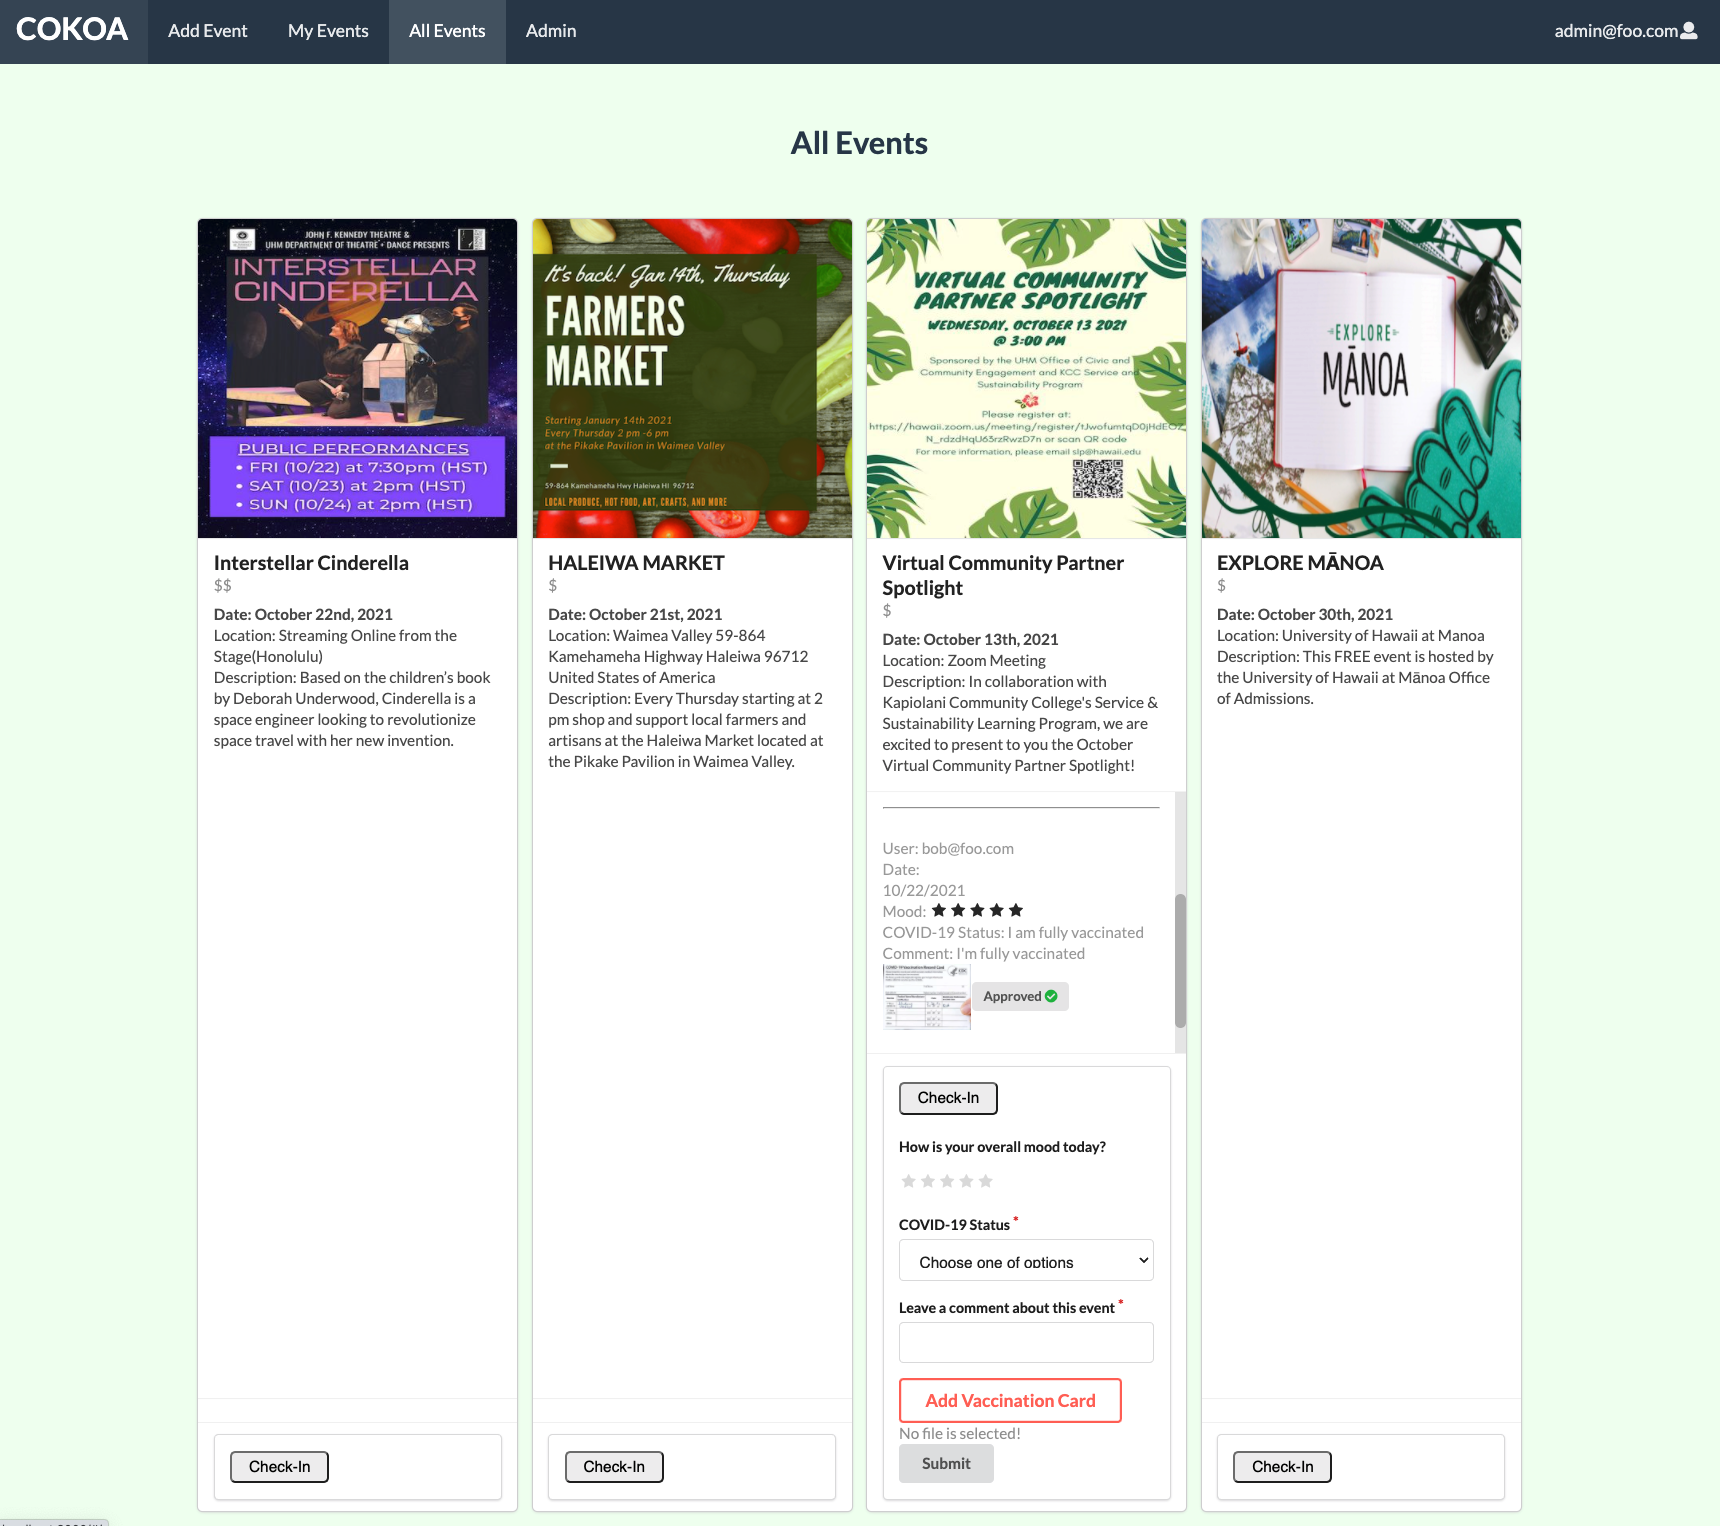 COKOA
Add Event
My Events
All Events
Admin
admin@foo.com
All Events
JOHN F. KENNEDY THEATRE &
UHM DEPARTMENT OF THEATRE + DANCE PRESENTS
INTERSTELLAR
CINDERELLA
PUBLIC PERFORMANCES
• FRI (10/22) at 7:30pm (HST)
• SAT (10/23) at 2pm (HST)
• SUN (10/24) at 2pm (HST)
Interstellar Cinderella
$$
Date: October 22nd, 2021
Location: Streaming Online from the
Stage(Honolulu)
Description: Based on the children's book
by Deborah Underwood, Cinderella is a
space engineer looking to revolutionize
space travel with her new invention.
Check-In
It's back! Jan 14th, Thursday
FARMERS
MARKET
Starting January 14th 2021
Every Thursday 2 pm -6 pm
at the Pikake Pavilion in Waimea Valley
59-864 Kamehameha Hwy Haleiwa HI 96712
LOCAL PRODUCE, HOT FOOD, ART, CRAFTS, AND MORE
HALEIWA MARKET
$
Date: October 21st, 2021
Location: Waimea Valley 59-864
Kamehameha Highway Haleiwa 96712
United States of America
Description: Every Thursday starting at 2
pm shop and support local farmers and
artisans at the Haleiwa Market located at
the Pikake Pavilion in Waimea Valley.
Check-In
VIRTUAL COMMUNITY
PARTNER SPOTLIGHT
WEDNESDAY, OCTOBER 13 2021
@ 3:00 PM
Sponsored by the UHM Office of Civic and
Community Engagement and KCC Service and
Sustainability Program
Please register at:
https://hawaii.zoom.us/meeting/register/tJwofumtqD0jHdEOZ
N_rdzdHqU63rzRwzD7n or scan QR code
For more information, please email slp@hawaii.edu
Virtual Community Partner
Spotlight
$
Date: October 13th, 2021
Location: Zoom Meeting
Description: In collaboration with
Kapiolani Community College's Service &
Sustainability Learning Program, we are
excited to present to you the October
Virtual Community Partner Spotlight!
User: bob@foo.com
Date:
10/22/2021
Mood:
COVID-19 Status: I am fully vaccinated
Comment: I'm fully vaccinated
Approved
Check-In
How is your overall mood today?
COVID-19 Status *
Choose one of options
Leave a comment about this event *
Add Vaccination Card
No file is selected!
Submit
EXPLORE
MĀNOA
EXPLORE MĀNOA
$
Date: October 30th, 2021
Location: University of Hawaii at Manoa
Description: This FREE event is hosted by
the University of Hawaii at Mānoa Office
of Admissions.
Check-In